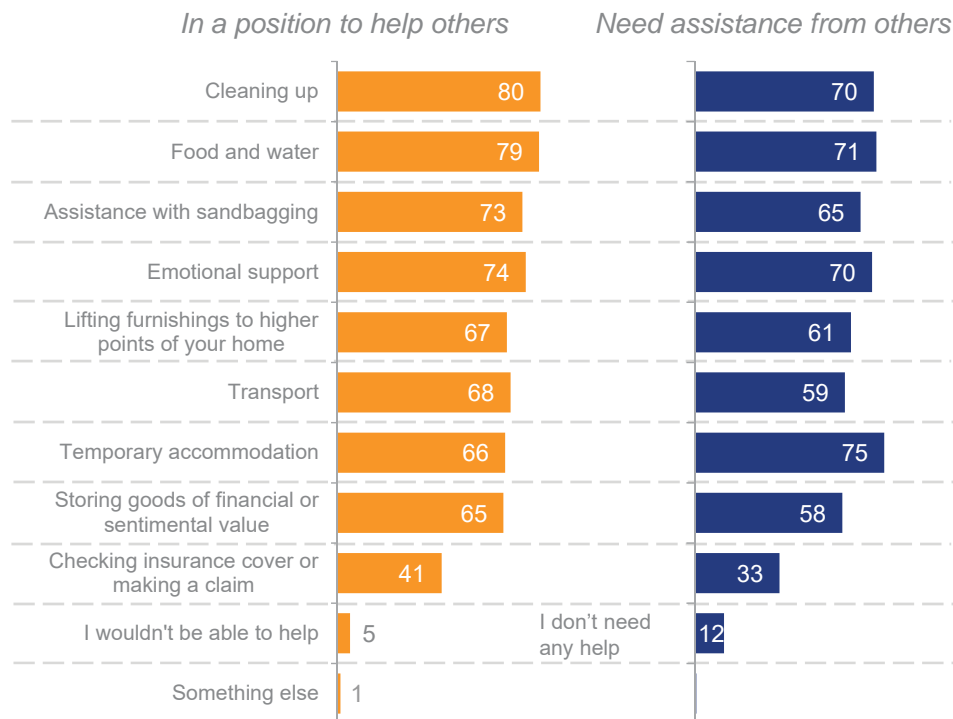 In a position to help others
Need assistance from others
Cleaning up
80
70
Food and water
79
71
Assistance with sandbagging
73
65
Emotional support
74
70
Lifting furnishings to higher
points of your home
67
61
Transport
68
59
Temporary accommodation
66
75
Storing goods of financial or
sentimental value
65
58
Checking insurance cover or
making a claim
41
33
I wouldn't be able to help
5
I don’t need
any help
12
Something else
1